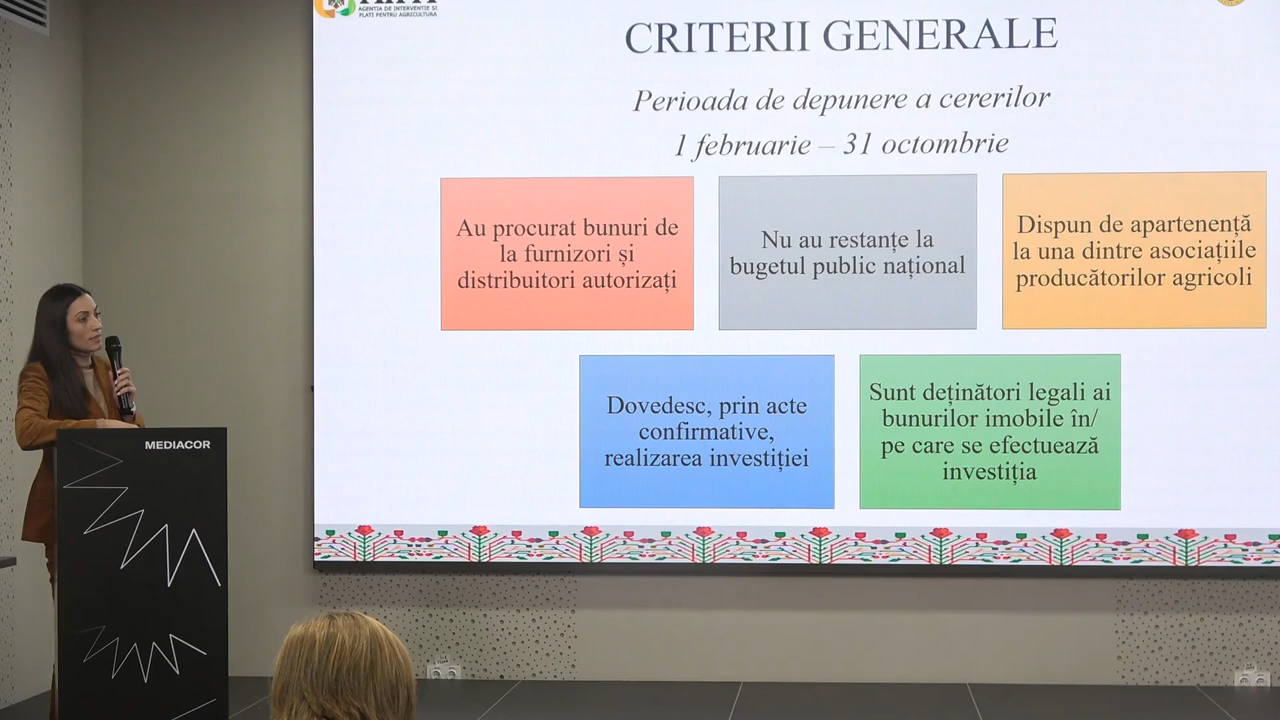 AGENȚIA DE INTERVENȚIE ȘI
PLĂȚI PENTRU AGRICULTURĂ
CRITERII GENERALE
Perioada de depunere a cererilor
1 februarie – 31 octombrie
Au procurat bunuri de
la furnizori și
distribuitori autorizați
Nu au restanțe la
bugetul public național
Dispun de apartenență
la una dintre asociațiile
producătorilor agricoli
Dovedesc, prin acte
confirmative,
realizarea investiției
Sunt deținători legali ai
bunurilor imobile în/
pe care se efectuează
investiția
MEDIACOR